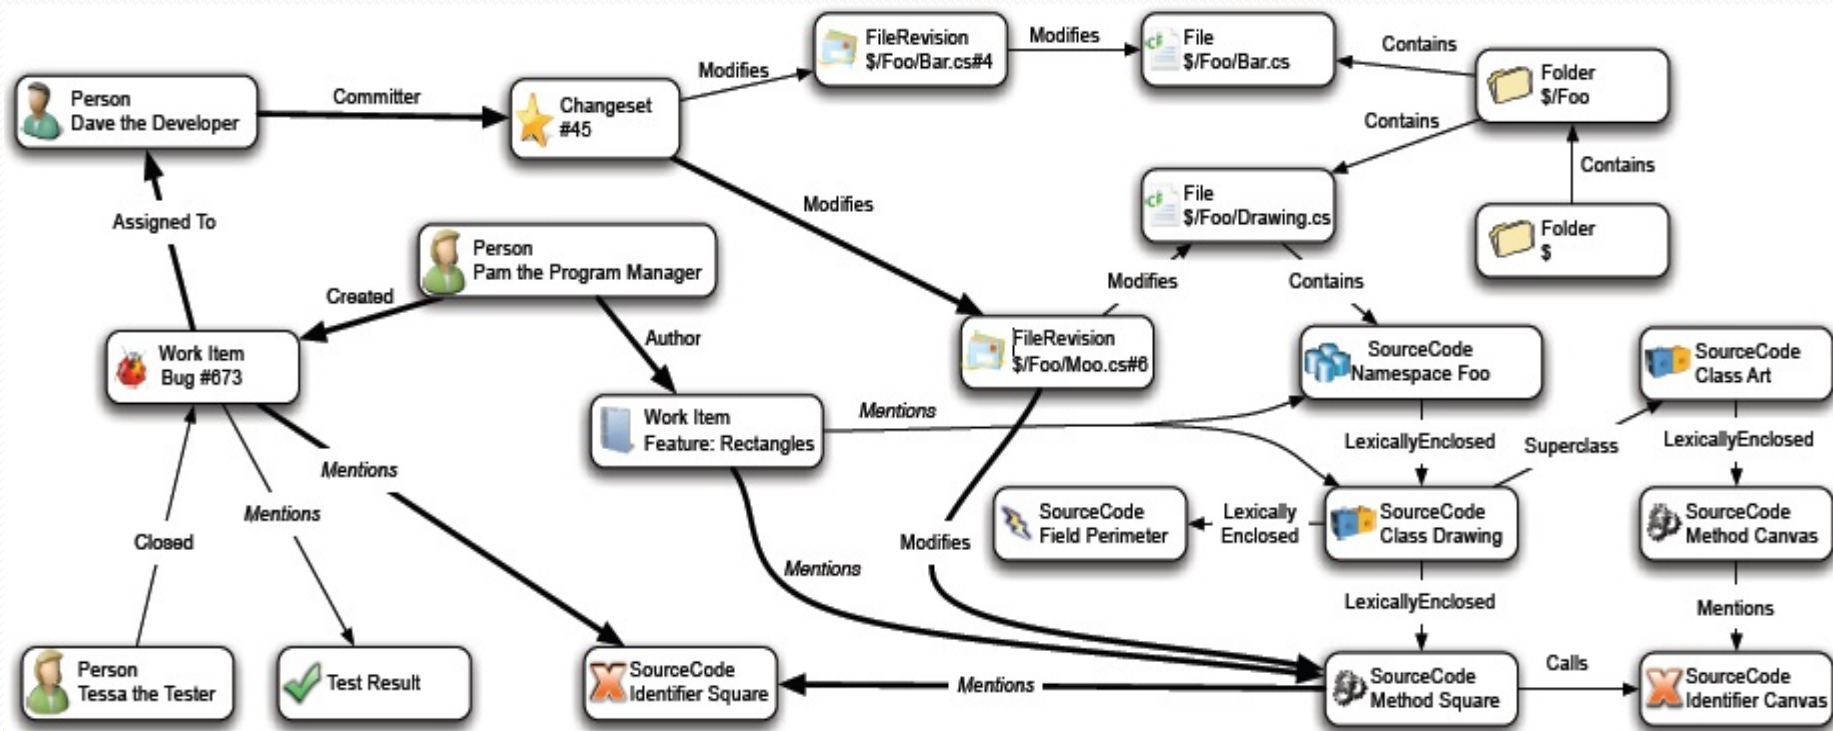 FileRevision
$/Foo/Bar.cs#4
Modifies
File
$/Foo/Bar.cs
Contains
Folder
$/Foo
Person
Dave the Developer
Committer
Changeset
#45
Modifies
Contains
Contains
File
$/Foo/Drawing.cs
Folder
$
Assigned To
Modifies
Person
Pam the Program Manager
Created
Author
Modifies
Contains
Work Item
Bug #673
FileRevision
$/Foo/Moo.cs#6
SourceCode
Namespace Foo
SourceCode
Class Art
Work Item
Feature: Rectangles
Mentions
LexicallyEnclosed
Superclass
LexicallyEnclosed
Mentions
Mentions
Closed
SourceCode
Field Perimeter
Lexically
Enclosed
SourceCode
Class Drawing
SourceCode
Method Canvas
Modifies
Mentions
LexicallyEnclosed
Mentions
Person
Tessa the Tester
Test Result
SourceCode
Identifier Square
Mentions
SourceCode
Method Square
Calls
SourceCode
Identifier Canvas